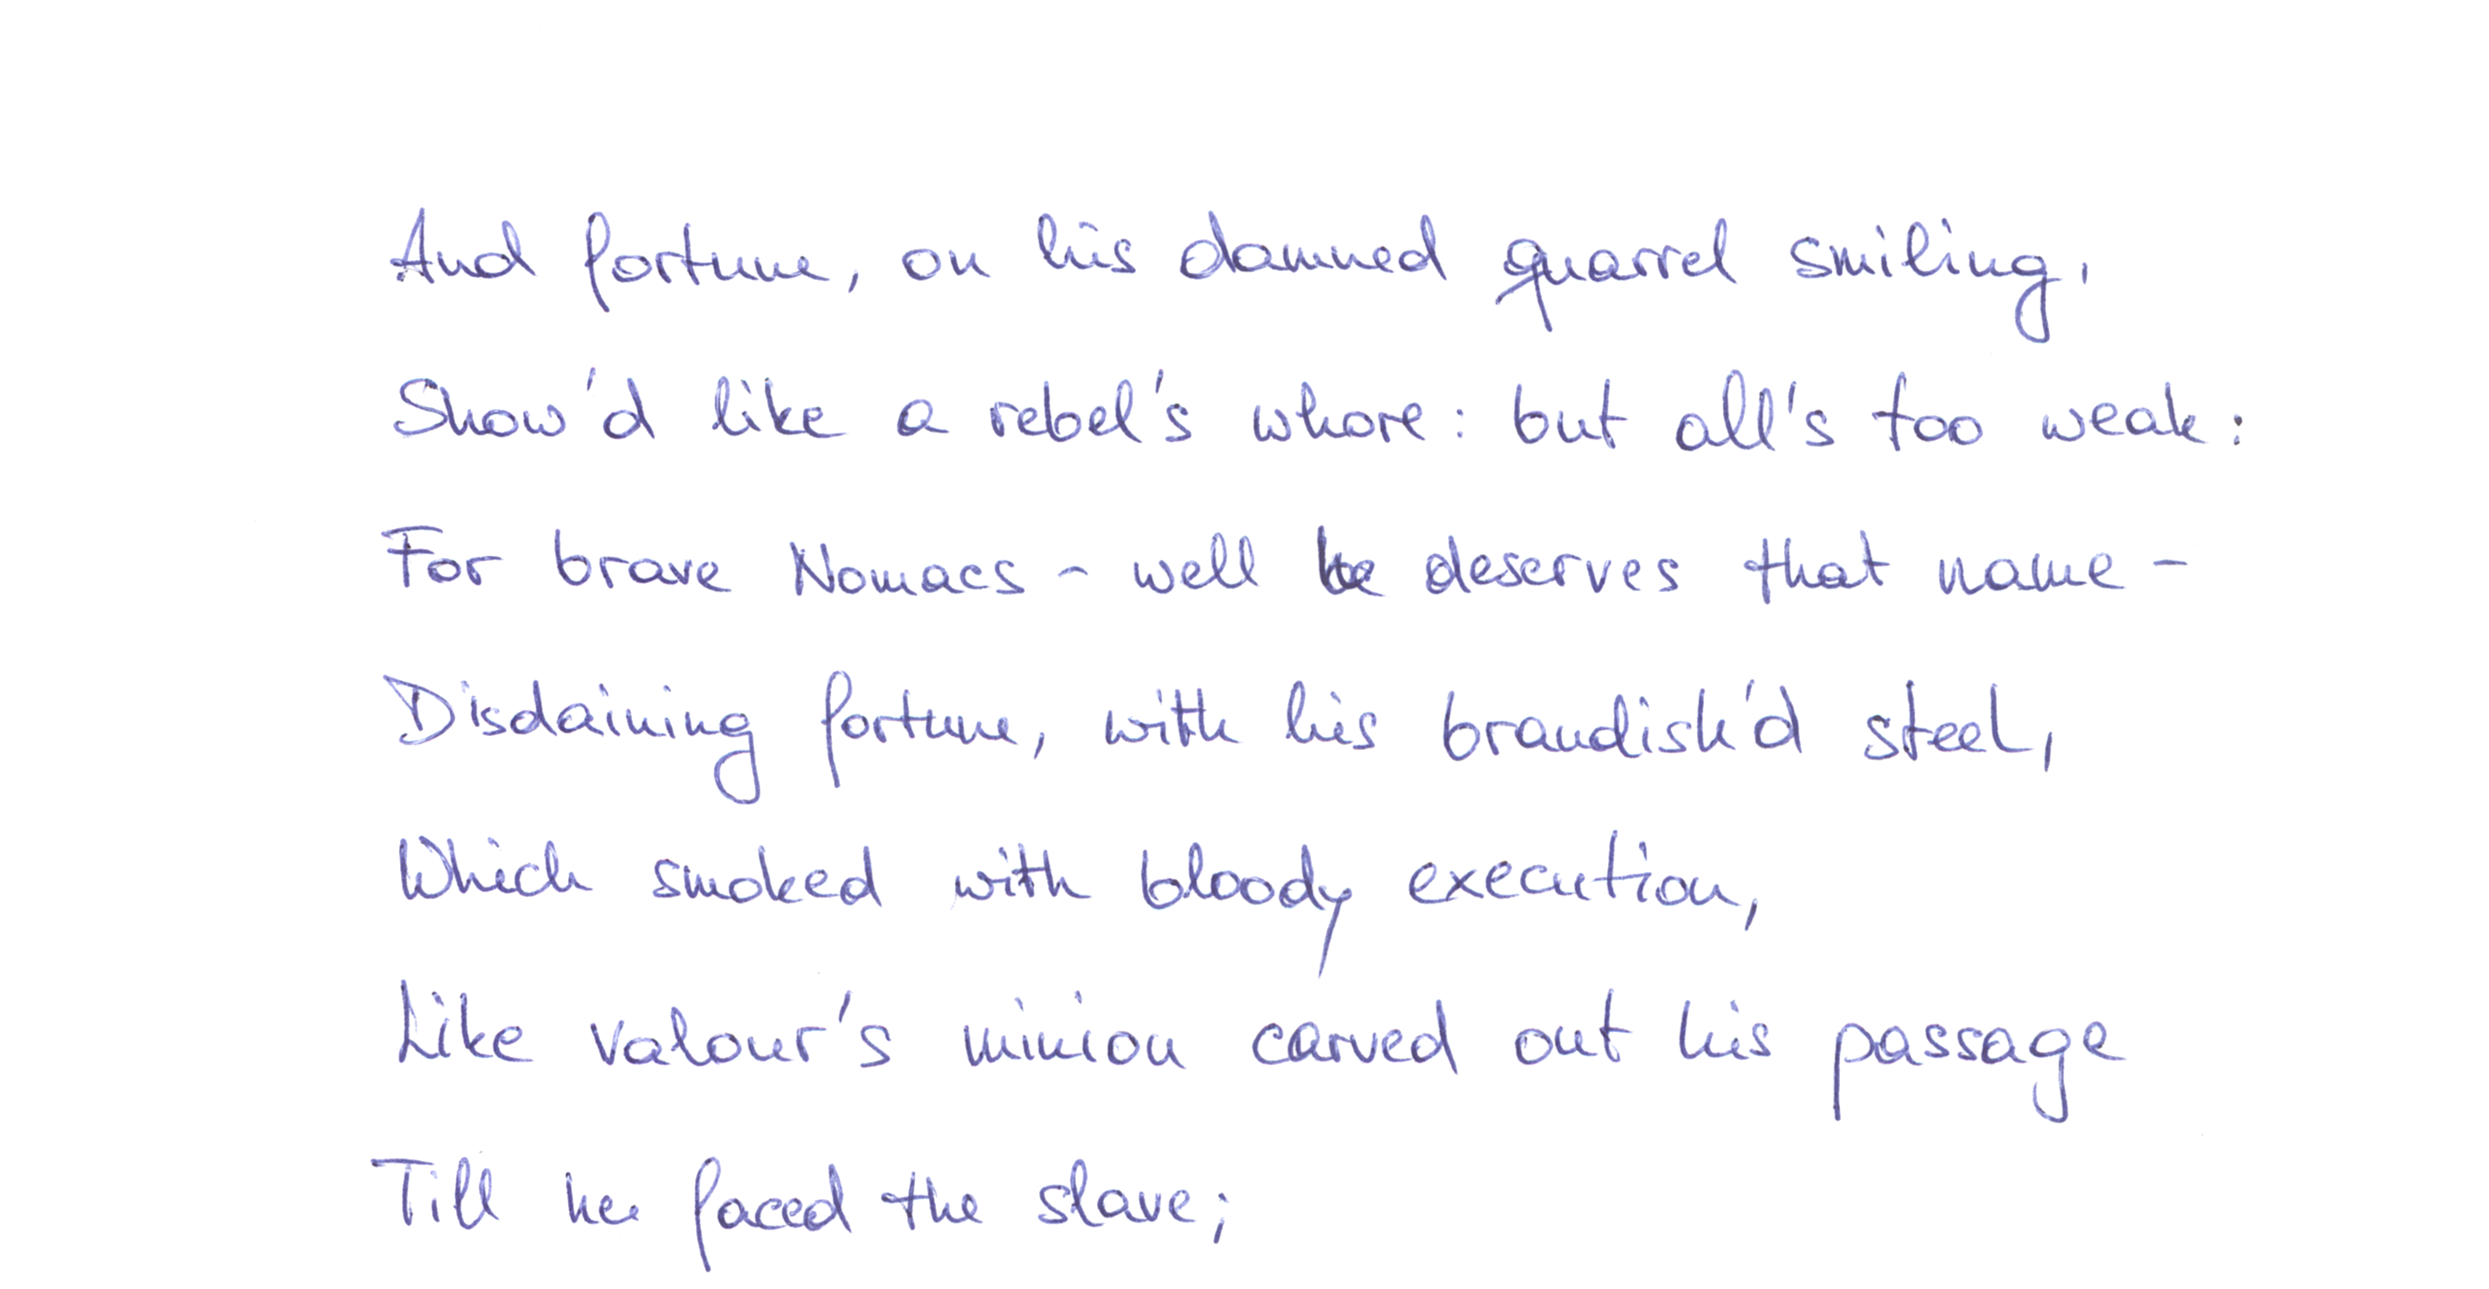 And fortune, on his damned quarrel smiling,
Show'd like a rebel's whore: but all's too weak:
For brave Nomacs - well he deserves that name -
Disdaining fortune, with his brandish'd steel,
Which smoked with bloody execution,
Like valour's minion carved out his passage
Till he faced the slave;